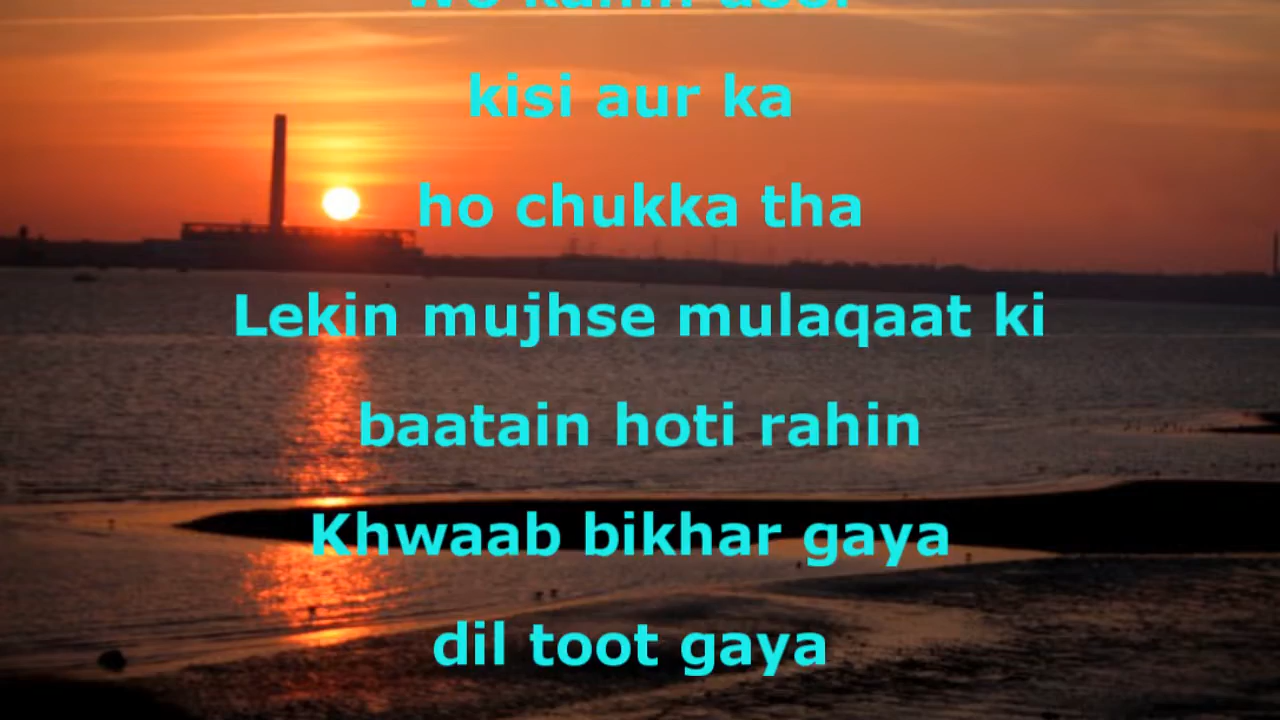 kisi aur ka
ho chukka tha
Lekin mujhse mulaqaat ki
baatain hoti rahin
Khwaab bikhar gaya
dil toot gaya